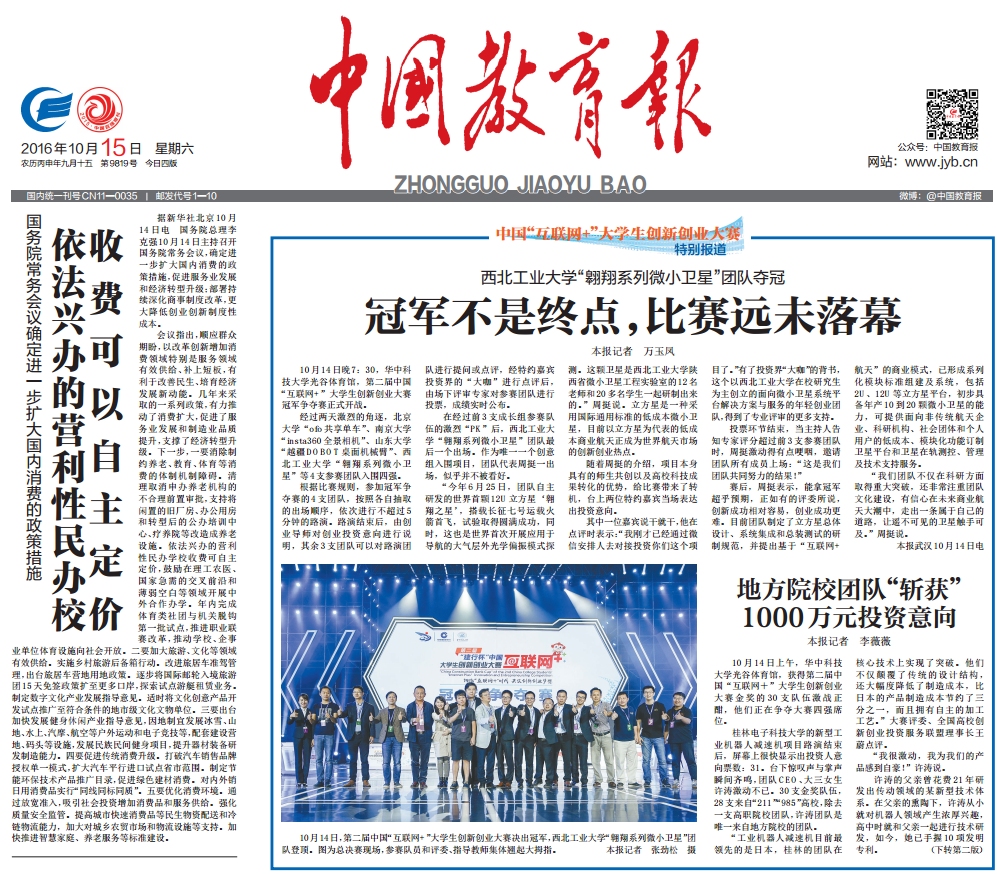 中國教育報
ZHONGGUO JIAOYU BAO
2016年10月15日 星期六
农历丙申年九月十五 第9819号 今日四版
公众号：中国教育报
网站：www.jyb.cn
国内统一刊号CN11—0035 | 邮发代号1—10
微博：@中国教育报
国务院常务会议确定进一步扩大国内消费的政策措施
依法兴办的营利性民办校
收费可以自主定价
据新华社北京10月
14日电 国务院总理李
克强10月14日主持召开
国务院常务会议，确定进
一步扩大国内消费的政
策措施，促进服务业发展
和经济转型升级；部署持
续深化商事制度改革，更
大降低创业创新制度性
成本。
会议指出，顺应群众
期盼，以改革创新增加消
费领域特别是服务领域
有效供给、补上短板，有
利于改善民生、培育经济
发展新动能。几年来采
取的一系列政策，有力推
动了消费扩大，促进了服
务业发展和制造业品质
提升，支撑了经济转型升
级。下一步，一要消除制
约养老、教育、体育等消
费的体制机制障碍。清
理取消申办养老机构的
不合理前置审批，支持将
闲置的旧厂房、办公用房
和转型后的公办培训中
心、疗养院等改造成养老
设施。依法兴办的营利
性民办学校收费可自主
定价，鼓励在理工农医、
国家急需的交叉前沿和
薄弱空白等领域开展中
外合作办学。年内完成
体育类社团与机关脱钩
第一批试点，推进职业联
赛改革，推动学校、企事
业单位体育设施向社会开放。二要加大旅游、文化等领域
有效供给。实施乡村旅游后备箱行动。改进旅居车准驾管
理，出台旅居车营地用地政策。逐步将国际邮轮入境旅游
团15天免签政策扩至更多口岸，探索试点游艇租赁业务。
制定数字文化产业发展指导意见。适时将文化创意产品开
发试点推广至符合条件的地市级文化文物单位。三要出台
加快发展健身休闲产业指导意见，因地制宜发展冰雪、山
地、水上、汽摩、航空等户外运动和电子竞技等，配套建设营
地、码头等设施，发展民族民间健身项目，提升器材装备研
发制造能力。四要促进传统消费升级。打破汽车销售品牌
授权单一模式，扩大汽车平行进口试点省市范围。制定节
能环保技术产品推广目录，促进绿色建材消费。对内外销
日用消费品实行“同线同标同质”。五要优化消费环境。通
过放宽准入，吸引社会投资增加消费品和服务供给。强化
质量安全监管。提高城市快速消费品等民生物资配送和冷
链物流能力，加大对城乡农贸市场和物流设施等支持。加
快推进智慧家庭、养老服务等标准建设。
中国“互联网+”大学生创新创业大赛
特别报道
西北工业大学“翱翔系列微小卫星”团队夺冠
冠军不是终点，比赛远未落幕
本报记者 万玉凤
10月14日晚7：30，华中科
技大学光谷体育馆，第二届中国
“互联网+”大学生创新创业大赛
冠军争夺赛正式开战。
经过两天激烈的角逐，北京
大学“ofo共享单车”、南京大学
“insta360全景相机”、山东大学
“越疆DOBOT桌面机械臂”、西
北工业大学“翱翔系列微小卫
星”等4支参赛团队入围四强。
根据比赛规则，参加冠军争
夺赛的4支团队，按照各自抽取
的出场顺序，依次进行不超过5
分钟的路演。路演结束后，由创
业导师对创业投资意向进行说
明，其余3支团队可以对路演团
队进行提问或点评，经特约嘉宾
投资界的“大咖”进行点评后，
由场下评审专家对参赛团队进行
投票，成绩实时公布。
在经过前3支成长组参赛队
伍的激烈“PK”后，西北工业大
学“翱翔系列微小卫星”团队最
后一个出场。作为唯一一个创意
组入围项目，团队代表周挺一出
场，似乎并不被看好。
“今年6月25日，团队自主
研发的世界首颗12U立方星‘翱
翔之星’，搭载长征七号运载火
箭首飞，试验取得圆满成功，同
时，这也是世界首次开展应用于
导航的大气层外光学偏振模式探
测。这颗卫星是西北工业大学陕
西省微小卫星工程实验室的12名
老师和20多名学生一起研制出来
的。”周挺说。立方星是一种采
用国际通用标准的低成本微小卫
星，目前以立方星为代表的低成
本商业航天正成为世界航天市场
的创新创业热点。
随着周挺的介绍，项目本身
具有的师生共创以及高校科技成
果转化的优势，给比赛带来了转
机，台上两位特约嘉宾当场表达
出投资意向。
其中一位嘉宾说干就干，他在
点评时表示：“我刚才已经通过微
信安排人去对接投资你们这个项
目了。”有了投资界“大咖”的背书，
这个以西北工业大学在校研究生
为主创立的面向微小卫星系统平
台解决方案与服务的年轻创业团
队，得到了专业评审的更多支持。
投票环节结束，当主持人告
知专家评分超过前3支参赛团队
时，周挺激动得有点哽咽，邀请
团队所有成员上场：“这是我们
团队共同努力的结果！”
赛后，周挺表示，能拿冠军
超乎预期，正如有的评委所说，
创新成功相对容易，创业成功更
难。目前团队制定了立方星总体
设计、系统集成和总装测试的研
制规范，并提出基于“互联网+
航天”的商业模式，已形成系列
化模块标准组建及系统，包括
2U、12U等立方星平台，初步具
备年产10到20颗微小卫星的能
力，可提供面向非传统航天企
业、科研机构、社会团体和个人
用户的低成本、模块化功能订制
卫星平台和卫星在轨测控、管理
及技术支持服务。
“我们团队不仅在科研方面
取得重大突破，还非常注重团队
文化建设，有信心在未来商业航
天大潮中，走出一条属于自己的
道路，让遥不可见的卫星触手可
及。”周挺说。
本报武汉10月14日电
第二届
“建行杯”中国
大学生创新创业大赛
互联网+
冠 争 赛
10月14日，第二届中国“互联网+”大学生创新创业大赛决出冠军，西北工业大学“翱翔系列微小卫星”团
队登顶。图为总决赛现场，参赛队员和评委、指导教师集体翘起大拇指。 本报记者 张劲松 摄
地方院校团队“斩获”
1000万元投资意向
本报记者 李薇薇
10月14日上午，华中科技
大学光谷体育馆，获得第二届中
国“互联网+”大学生创新创业
大赛金奖的30支队伍激战正
酣，他们正在争夺大赛四强席
位。
桂林电子科技大学的新型工
业机器人减速机项目路演结束
后，屏幕上很快显示出投资人意
向票数：31。台下惊叹声与掌声
瞬间齐鸣，团队CEO、大三女生
许涛激动不已。30支金奖队伍，
28支来自“211”“985”高校，除去
一支高职院校团队，许涛团队是
唯一来自地方院校的团队。
“工业机器人减速机目前最
领先的是日本，桂林的团队在
核心技术上实现了突破。他们
不仅颠覆了传统的设计结构，
还大幅度降低了制造成本，比
日本的产品制造成本节约了三
分之一，而且拥有自主的加工
工艺。”大赛评委、全国高校创
新创业投资服务联盟理事长王
蔚点评。
“我很激动，我为我们的产
品感到自豪！”许涛说。
许涛的父亲曾花费21年研
发出传动领域的某新型技术体
系。在父亲的熏陶下，许涛从小
就对机器人领域产生浓厚兴趣，
高中时就和父亲一起进行技术研
发，如今，她已手握10项发明
专利。 （下转第二版）